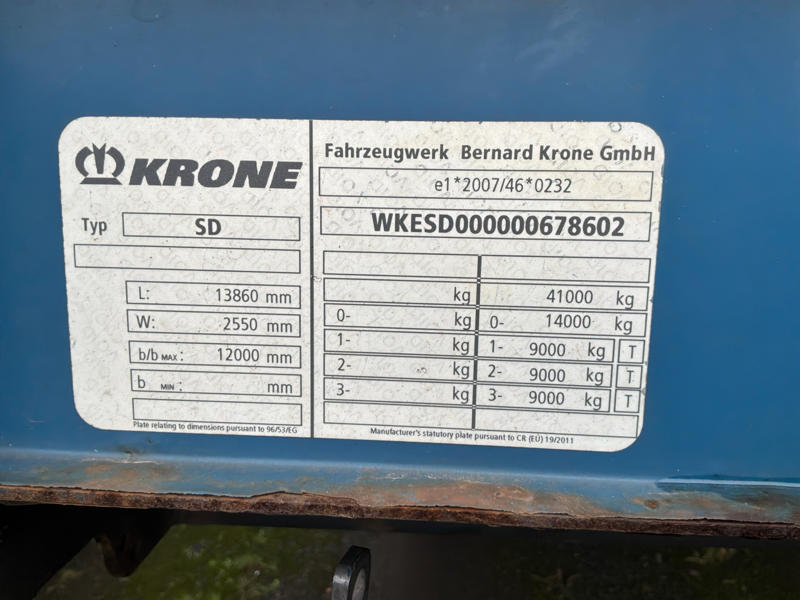 KRONE
Typ SD
L: 13860 mm
W: 2550 mm
b/b MAX: 12000 mm
b MIN: mm
Plate relating to dimensions pursuant to 96/53/EG
Fahrzeugwerk Bernard Krone GmbH
e1*2007/46*0232
WKESD000000678602
kg 41000 kg
0- kg 0- 14000 kg
1- kg 1- 9000 kg T
2- kg 2- 9000 kg T
3- kg 3- 9000 kg T
Manufacturer's statutory plate pursuant to CR (EU) 19/2011